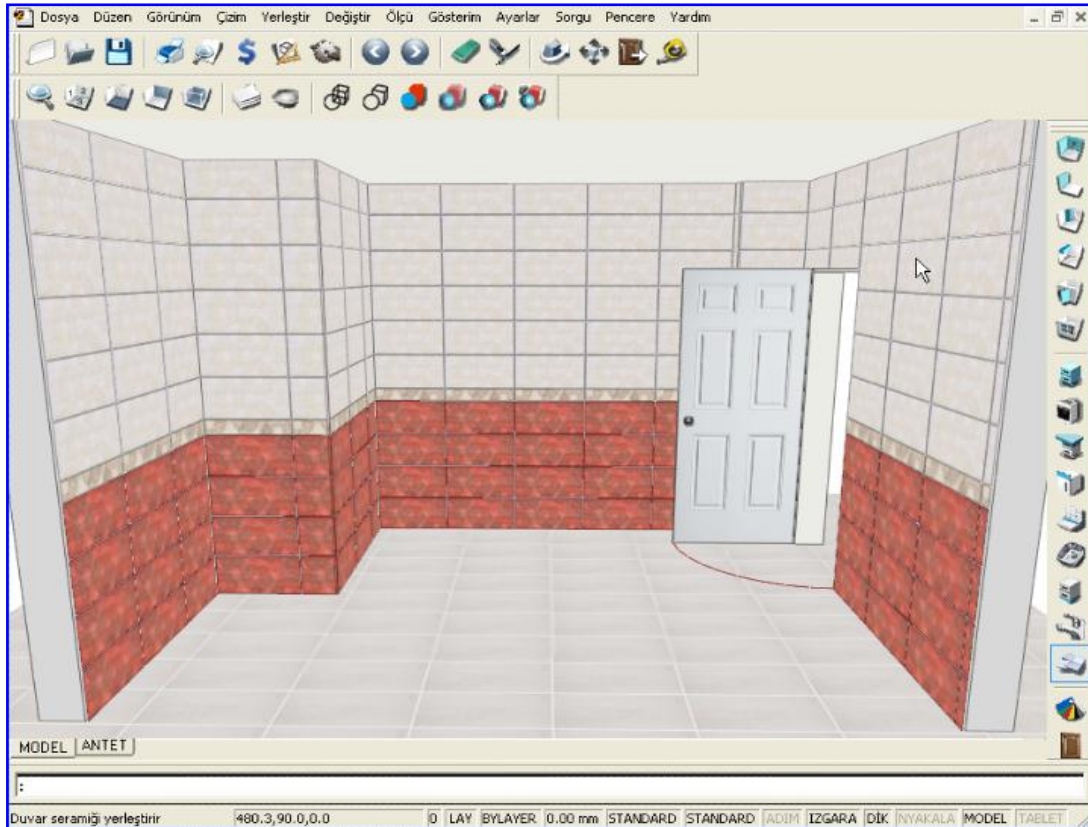 Dosya Düzen Görünüm Çizim Yerleştir Değiştir Ölçü Gösterim Ayarlar Sorgu Pencere Yardım
MODEL ANTET
:
Duvar seramiği yerleştir 480.3,90.0,0.0 0 LAY BYLAYER 0.00 mm STANDARD STANDARD ADIM IZGARA DİK NYAKALA MODEL TABLET